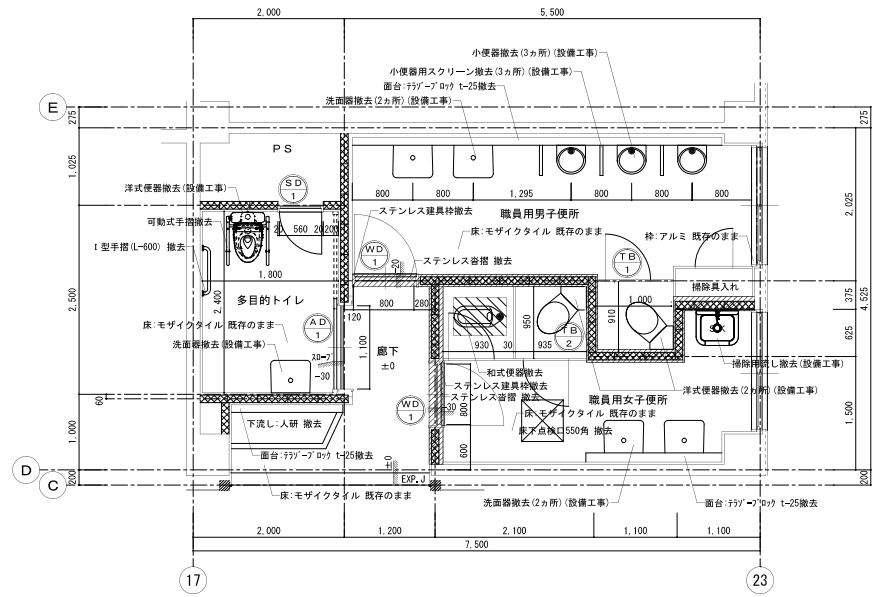 2,000
5,500
小便器撤去(3ヵ所)(設備工事)
小便器用スクリーン撤去(3ヵ所)(設備工事)
面台:テラゾーブロック t-25撤去
洗面器撤去(2ヵ所)(設備工事)
E
275
275
PS
1,025
2,025
洋式便器撤去(設備工事)
SD
1
800
800
1,295
800
800
800
可動式手摺撤去
ステンレス建具枠撤去
職員用男子便所
20
560
20
200
床:モザイクタイル 既存のまま
枠:アルミ 既存のまま
I型手摺(L-600) 撤去
WD
1
ステンレス沓摺 撤去
TB
1
-20
1,800
掃除具入れ
2,500
2,400
多目的トイレ
800
280
1,000
375
4,525
120
950
910
床:モザイクタイル 既存のまま
AD
1
SK
625
洗面器撤去(設備工事)
1,100
廊下
±0
930
30
935
TB
2
スロープ
-30
和式便器撤去
掃除用流し撤去(設備工事)
ステンレス建具枠撤去
洋式便器撤去(2ヵ所)(設備工事)
ステンレス沓摺 撤去
職員用女子便所
60
WD
1
-30
800
床:モザイクタイル 既存のまま
1,500
下流し:人研 撤去
床下点検口550角 撤去
1,000
600
面台:テラゾーブロック t-25撤去
±0
D
200
200
C
EXP.J
床:モザイクタイル 既存のまま
洗面器撤去(2ヵ所)(設備工事)
面台:テラゾーブロック t-25撤去
2,000
1,200
2,100
1,100
1,100
7,500
17
23